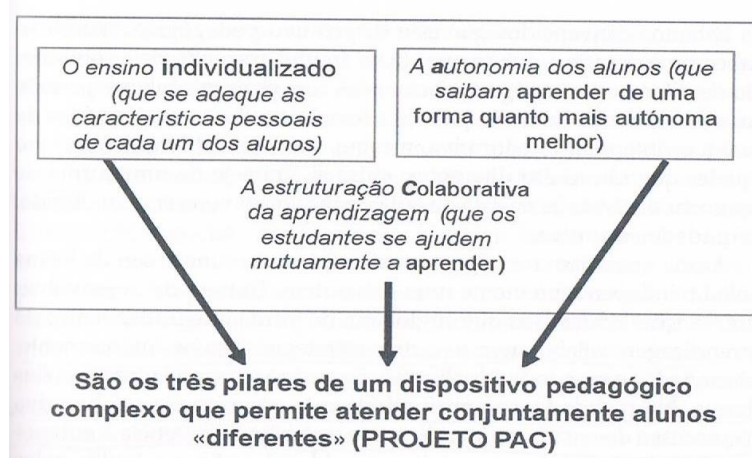 O ensino individualizado
(que se adeque às
características pessoais
de cada um dos alunos)
A autonomia dos alunos (que
saibam aprender de uma
forma quanto mais autónoma
melhor)
A estruturação Colaborativa
da aprendizagem (que os
estudantes se ajudem
mutuamente a aprender)
São os três pilares de um dispositivo pedagógico
complexo que permite atender conjuntamente alunos
«diferentes» (PROJETO PAC)